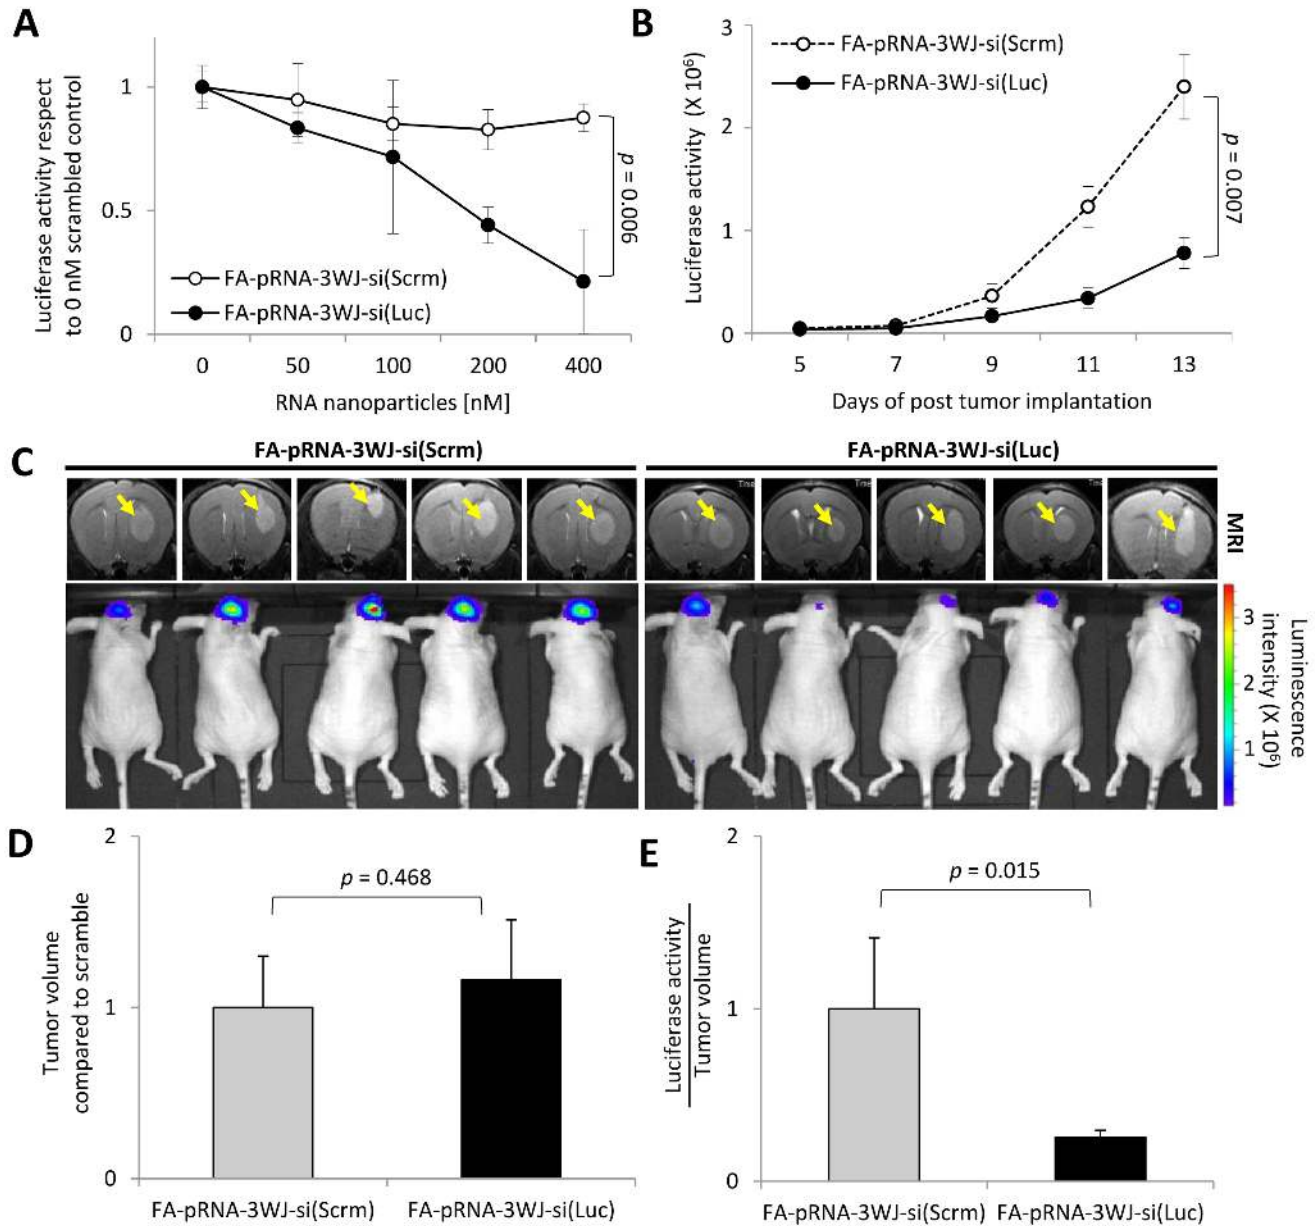 A
Luciferase activity respect
to 0 nM scrambled control
1
0.5
0
FA-pRNA-3WJ-si(Scrm)
FA-pRNA-3WJ-si(Luc)
p = 0.006
0 50 100 200 400
RNA nanoparticles [nM]
B
Luciferase activity (X 10⁶)
3
2
1
0
FA-pRNA-3WJ-si(Scrm)
FA-pRNA-3WJ-si(Luc)
p = 0.007
5 7 9 11 13
Days of post tumor implantation
C
FA-pRNA-3WJ-si(Scrm)
FA-pRNA-3WJ-si(Luc)
MRI
3
2
1
Luminescence
intensity (X 10⁶)
D
Tumor volume
compared to scramble
2
1
0
p = 0.468
FA-pRNA-3WJ-si(Scrm)
FA-pRNA-3WJ-si(Luc)
E
Luciferase activity
Tumor volume
2
1
0
p = 0.015
FA-pRNA-3WJ-si(Scrm)
FA-pRNA-3WJ-si(Luc)